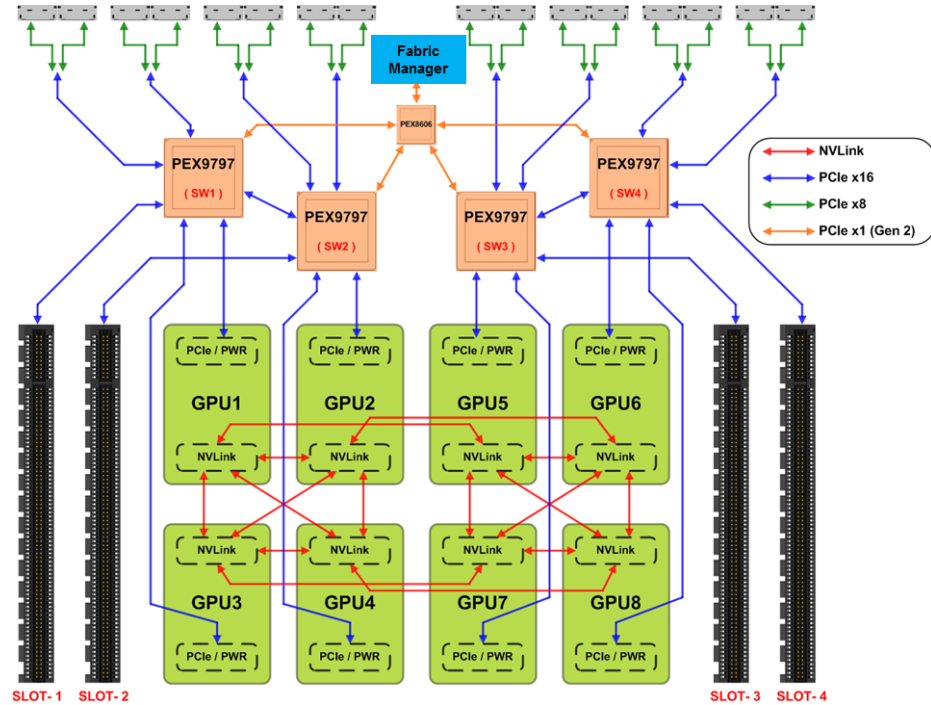 Fabric
Manager
PEX8606
PEX9797
( SW1 )
PEX9797
( SW2 )
PEX9797
( SW3 )
PEX9797
( SW4 )
NVLink
PCIe x16
PCIe x8
PCIe x1 (Gen 2)
PCIe / PWR
PCIe / PWR
PCIe / PWR
PCIe / PWR
GPU1
GPU2
GPU5
GPU6
NVLink
NVLink
NVLink
NVLink
NVLink
NVLink
NVLink
NVLink
GPU3
GPU4
GPU7
GPU8
PCIe / PWR
PCIe / PWR
PCIe / PWR
PCIe / PWR
SLOT- 1
SLOT- 2
SLOT- 3
SLOT- 4